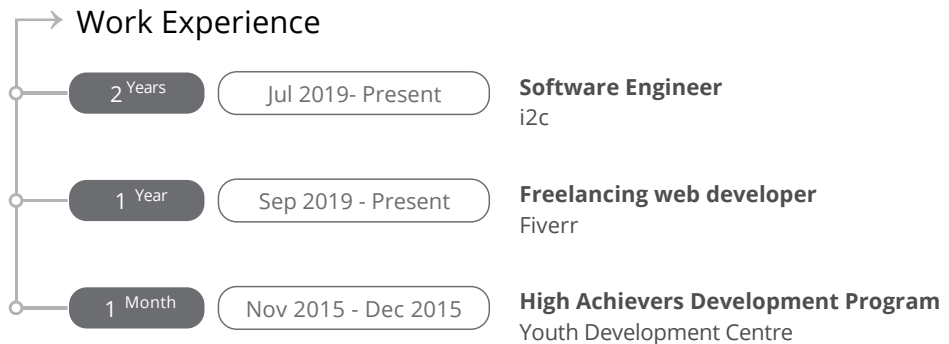 Work Experience
2 Years Jul 2019- Present Software Engineer
i2c
1 Year Sep 2019 - Present Freelancing web developer
Fiverr
1 Month Nov 2015 - Dec 2015 High Achievers Development Program
Youth Development Centre